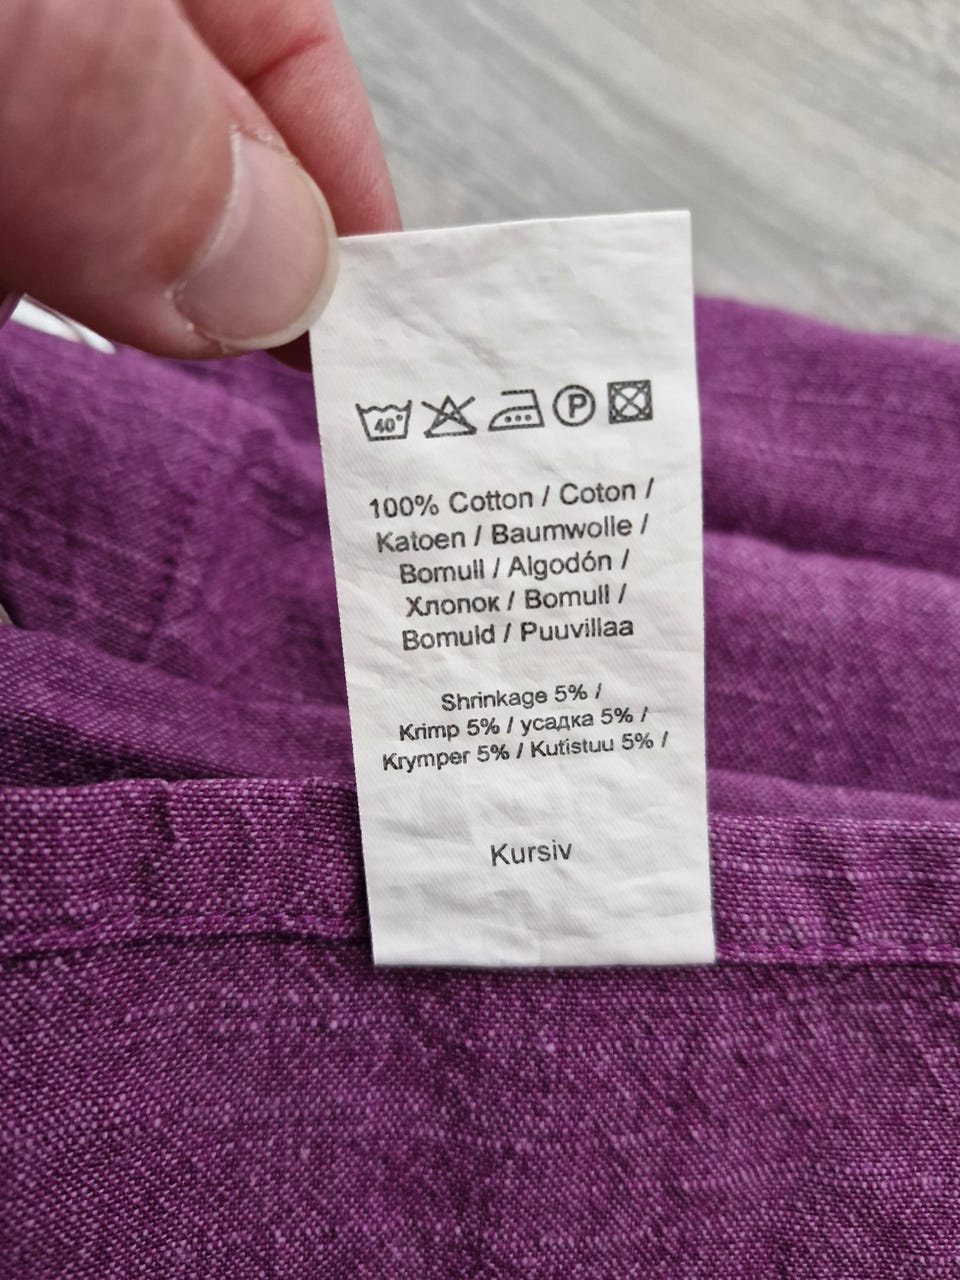 40°
P
100% Cotton / Coton /
Katoen / Baumwolle /
Bomull / Algodón /
Хлопок / Bomull /
Bomuld / Puuvillaa
Shrinkage 5% /
Krimp 5% / усадка 5% /
Krymper 5% / Kutistuu 5% /
Kursiv